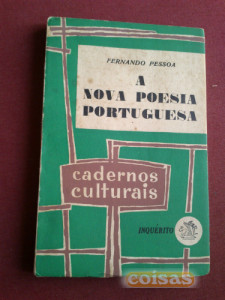 FERNANDO PESSOA
A
NOVA POESIA
PORTUGUESA
cadernos
culturais
INQUÉRITO
coisas